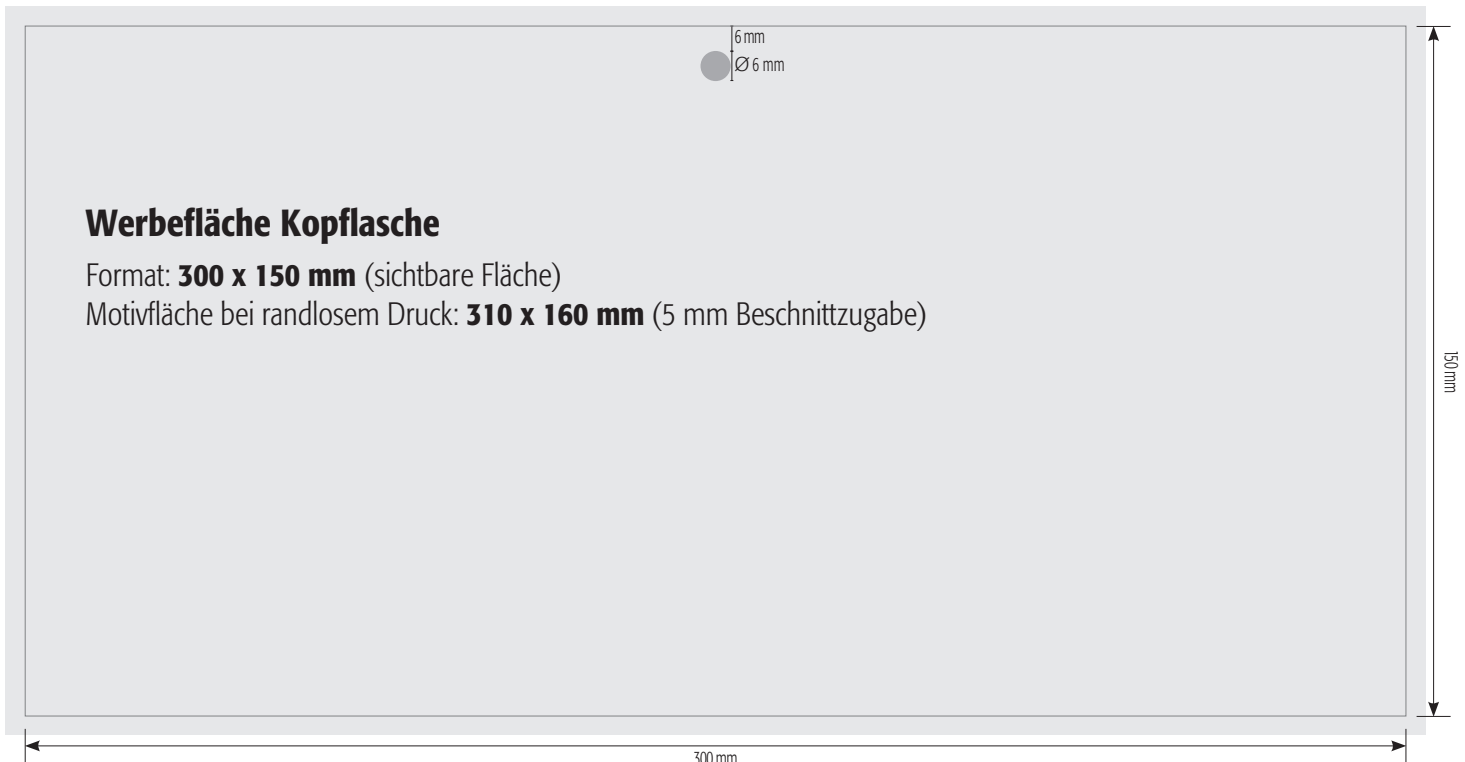 6 mm
Ø 6 mm
Werbefläche Kopflasche
Format: 300 x 150 mm (sichtbare Fläche)
Motivfläche bei randlosem Druck: 310 x 160 mm (5 mm Beschnittzugabe)
150 mm
300 mm